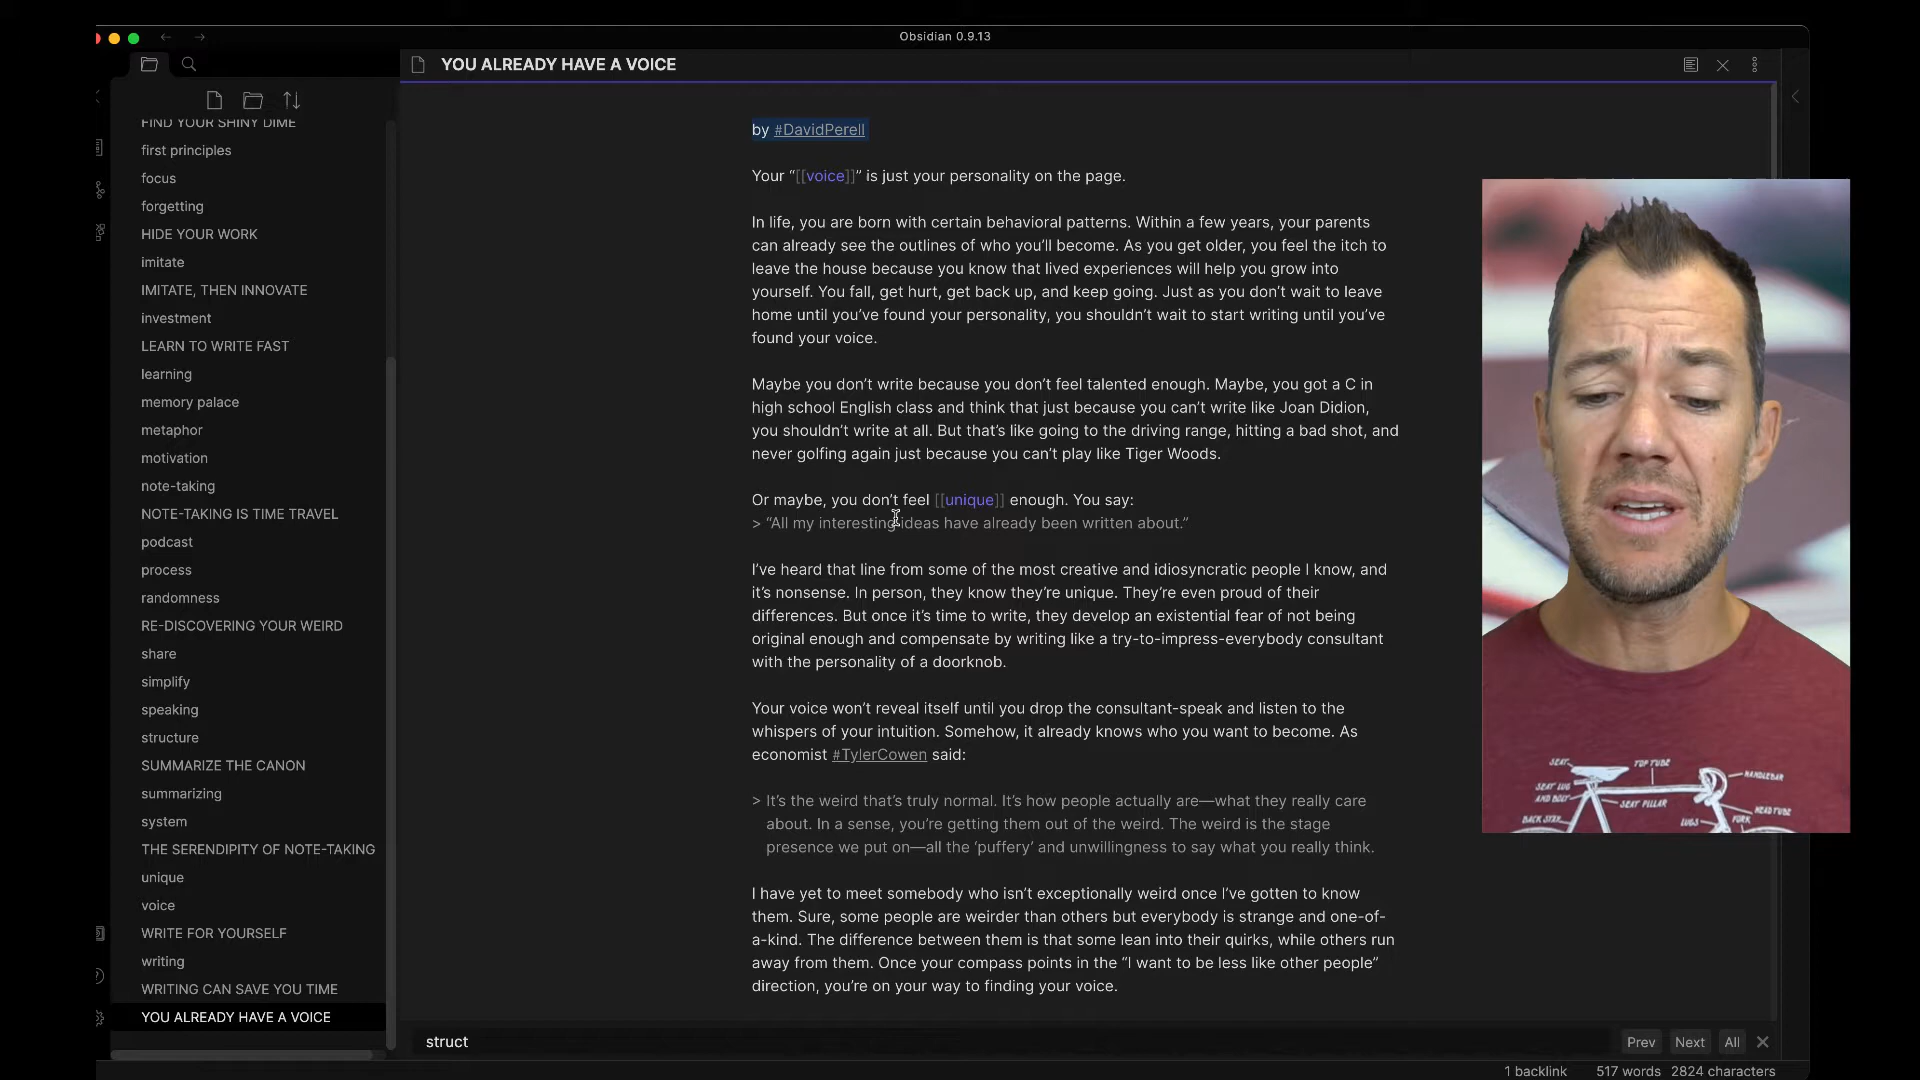 Obsidian 0.9.13
YOU ALREADY HAVE A VOICE
FIND YOUR SHINY DIME
first principles
focus
forgetting
HIDE YOUR WORK
imitate
IMITATE, THEN INNOVATE
investment
LEARN TO WRITE FAST
learning
memory palace
metaphor
motivation
note-taking
NOTE-TAKING IS TIME TRAVEL
podcast
process
randomness
RE-DISCOVERING YOUR WEIRD
share
simplify
speaking
structure
SUMMARIZE THE CANON
summarizing
system
THE SERENDIPITY OF NOTE-TAKING
unique
voice
WRITE FOR YOURSELF
writing
WRITING CAN SAVE YOU TIME
YOU ALREADY HAVE A VOICE
by #DavidPerell
Your “[[voice]]” is just your personality on the page.
In life, you are born with certain behavioral patterns. Within a few years, your parents
can already see the outlines of who you’ll become. As you get older, you feel the itch to
leave the house because you know that lived experiences will help you grow into
yourself. You fall, get hurt, get back up, and keep going. Just as you don’t wait to leave
home until you’ve found your personality, you shouldn’t wait to start writing until you’ve
found your voice.
Maybe you don’t write because you don’t feel talented enough. Maybe, you got a C in
high school English class and think that just because you can’t write like Joan Didion,
you shouldn’t write at all. But that’s like going to the driving range, hitting a bad shot, and
never golfing again just because you can’t play like Tiger Woods.
Or maybe, you don’t feel [[unique]] enough. You say:
> “All my interesting ideas have already been written about.”
I’ve heard that line from some of the most creative and idiosyncratic people I know, and
it’s nonsense. In person, they know they’re unique. They’re even proud of their
differences. But once it’s time to write, they develop an existential fear of not being
original enough and compensate by writing like a try-to-impress-everybody consultant
with the personality of a doorknob.
Your voice won’t reveal itself until you drop the consultant-speak and listen to the
whispers of your intuition. Somehow, it already knows who you want to become. As
economist #TylerCowen said:
> It’s the weird that’s truly normal. It’s how people actually are—what they really care
about. In a sense, you’re getting them out of the weird. The weird is the stage
presence we put on—all the ‘puffery’ and unwillingness to say what you really think.
I have yet to meet somebody who isn’t exceptionally weird once I’ve gotten to know
them. Sure, some people are weirder than others but everybody is strange and one-of-
a-kind. The difference between them is that some lean into their quirks, while others run
away from them. Once your compass points in the “I want to be less like other people”
direction, you’re on your way to finding your voice.
struct
Prev Next All
1 backlink 517 words 2824 characters
SEAT
TOP TUBE
HANDLEBAR
SEAT LUG
AND BOLT
SEAT PILLAR
HEAD TUBE
BACK STAY
LUGS
FORK